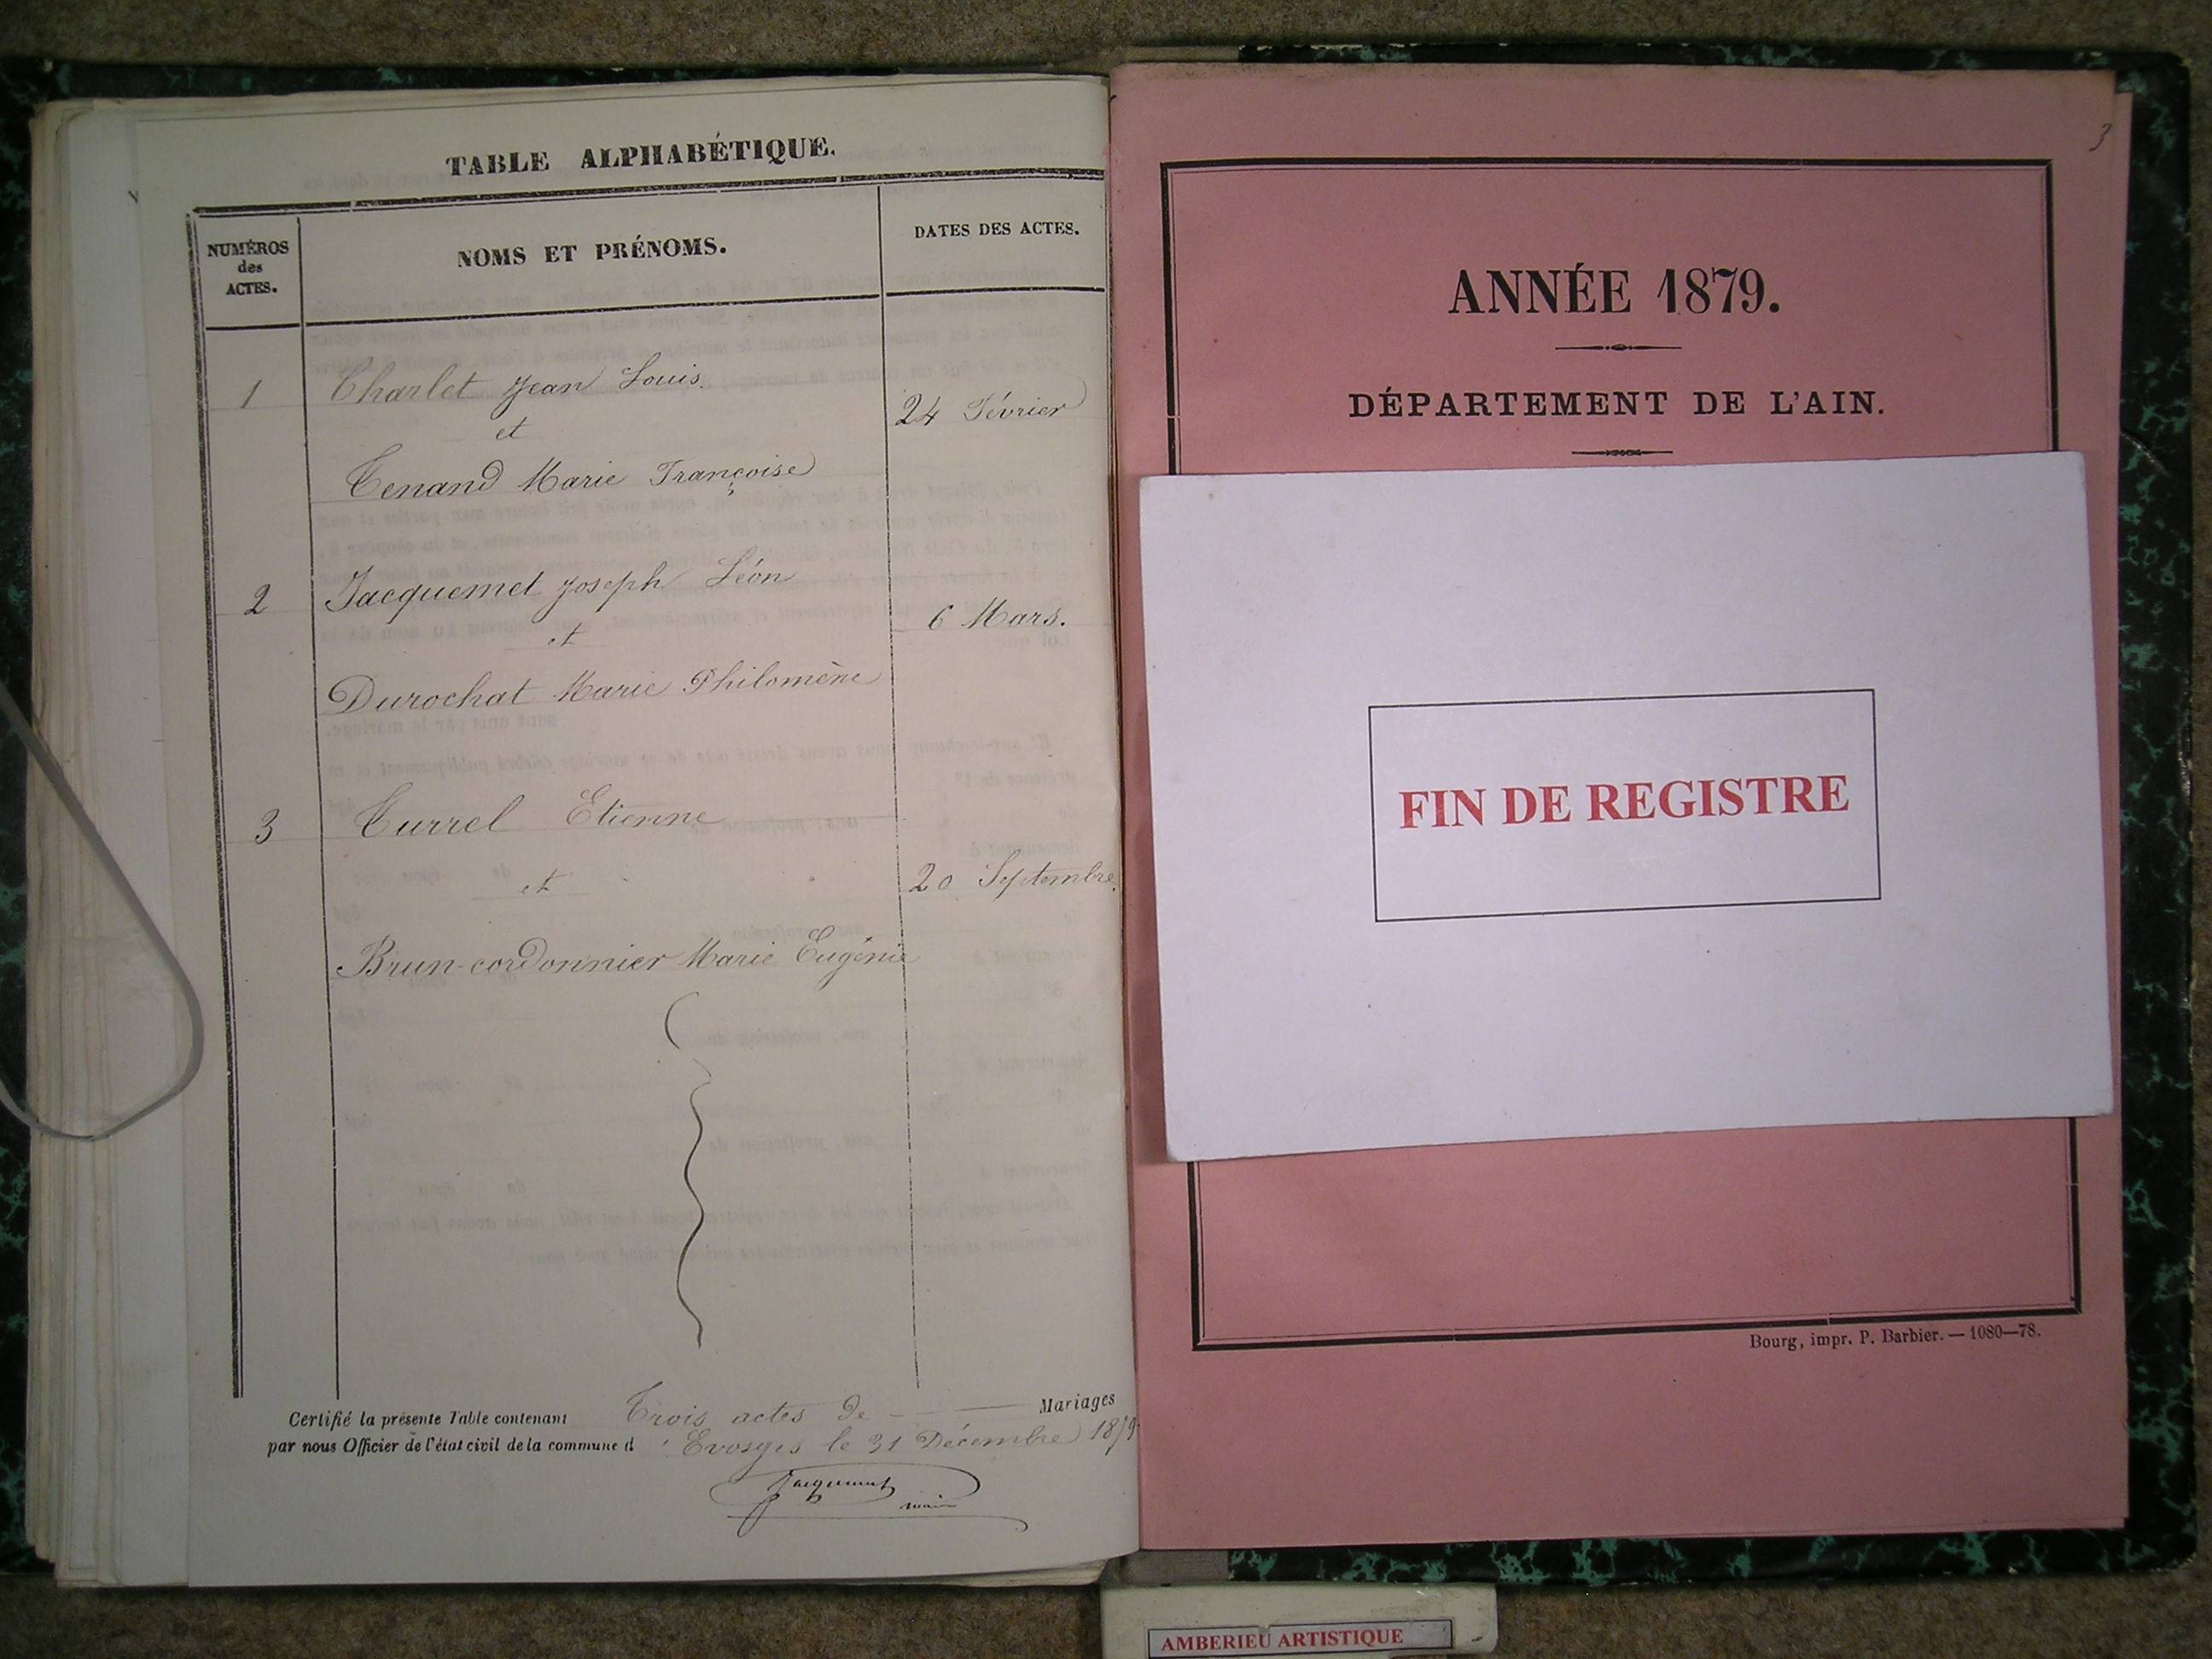 TABLE ALPHABÉTIQUE.
NUMÉROS
des
ACTES.
NOMS ET PRÉNOMS.
DATES DES ACTES.
1
Charlet Jean Louis.
et
24 Février
Tenand Marie Françoise
2
Jacquemet Joseph Léon
et
6 Mars.
Durochat Marie Philomène
3
Turrel Etienne
et
20 Septembre.
Brun-cordonnier Marie Eugénie
Certifié la présente Table contenant Trois actes de Mariages
par nous Officier de l'état civil de la commune d'Evosges le 31 Décembre 1879
Jacquemet
maire
3
ANNÉE 1879.
DÉPARTEMENT DE L'AIN.
FIN DE REGISTRE
Bourg, impr. P. Barbier. — 1080—78.
AMBERIEU ARTISTIQUE